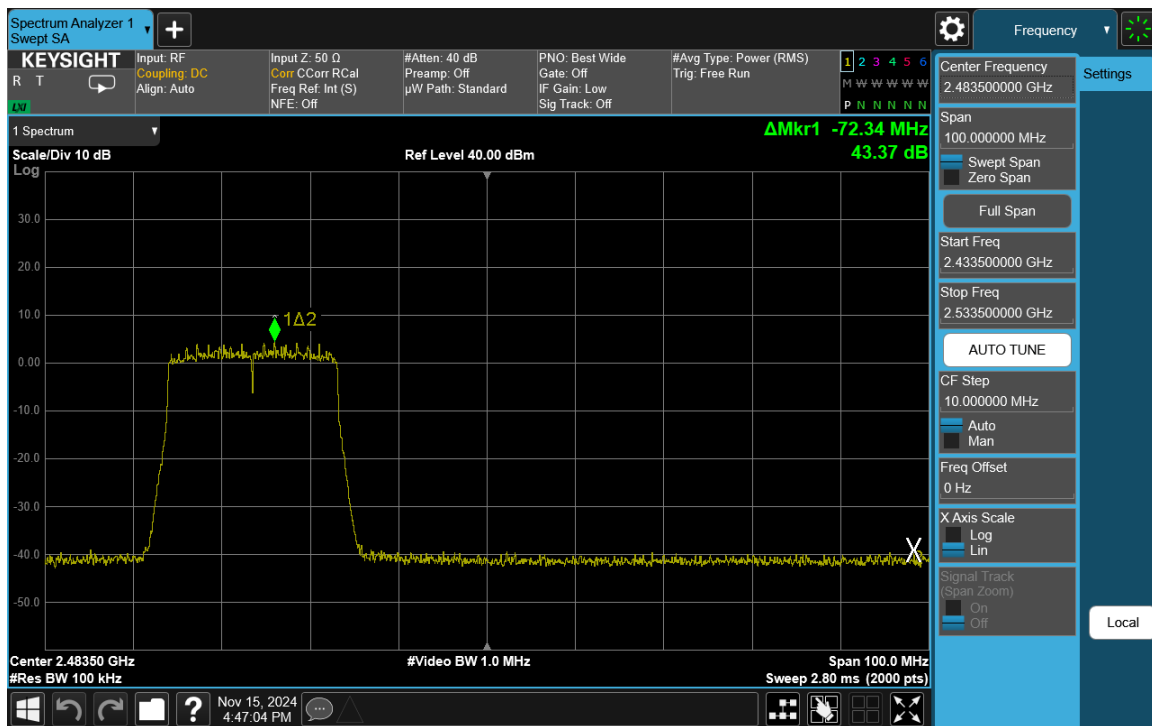 Spectrum Analyzer 1
Swept SA
+
Frequency
KEYSIGHT
R T
LXI
Input: RF
Coupling: DC
Align: Auto
Input Z: 50 Ω
Corr CCorr RCal
Freq Ref: Int (S)
NFE: Off
#Atten: 40 dB
Preamp: Off
µW Path: Standard
PNO: Best Wide
Gate: Off
IF Gain: Low
Sig Track: Off
#Avg Type: Power (RMS)
Trig: Free Run
1 2 3 4 5 6
M W W W W W
P N N N N N
1 Spectrum
Scale/Div 10 dB
Ref Level 40.00 dBm
ΔMkr1 -72.34 MHz
43.37 dB
Log
30.0
20.0
10.0
0.00
-10.0
-20.0
-30.0
-40.0
-50.0
1Δ2
X
Center 2.48350 GHz
#Res BW 100 kHz
#Video BW 1.0 MHz
Span 100.0 MHz
Sweep 2.80 ms (2000 pts)
Center Frequency
2.483500000 GHz
Span
100.000000 MHz
Swept Span
Zero Span
Full Span
Start Freq
2.433500000 GHz
Stop Freq
2.533500000 GHz
AUTO TUNE
CF Step
10.000000 MHz
Auto
Man
Freq Offset
0 Hz
X Axis Scale
Log
Lin
Signal Track
(Span Zoom)
On
Off
Settings
Local
?
Nov 15, 2024
4:47:04 PM